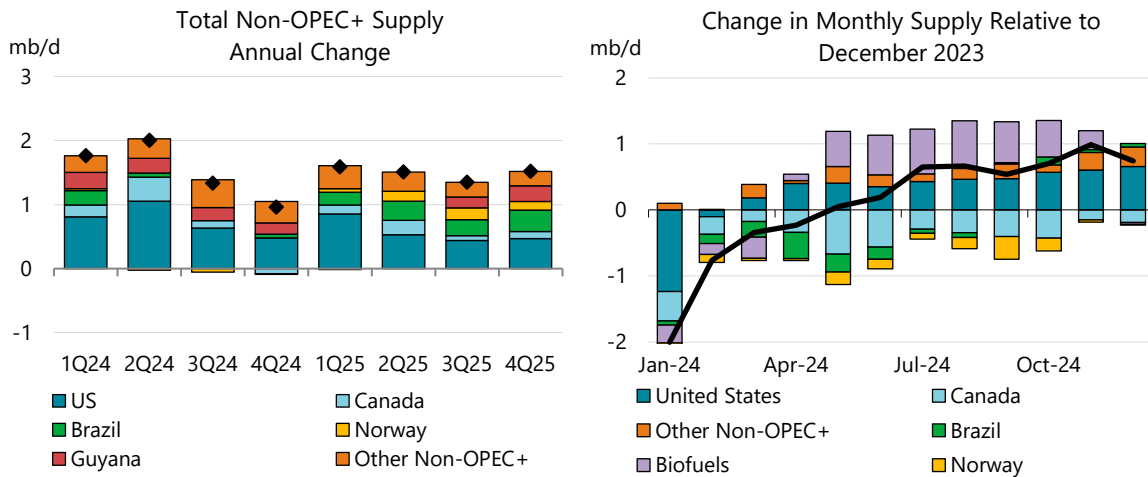 Total Non-OPEC+ Supply
Annual Change
mb/d
3
2
1
0
-1
1Q24 2Q24 3Q24 4Q24 1Q25 2Q25 3Q25 4Q25
US
Canada
Brazil
Norway
Guyana
Other Non-OPEC+
Change in Monthly Supply Relative to
December 2023
mb/d
2
1
0
-1
-2
Jan-24 Apr-24 Jul-24 Oct-24
United States
Canada
Other Non-OPEC+
Brazil
Biofuels
Norway